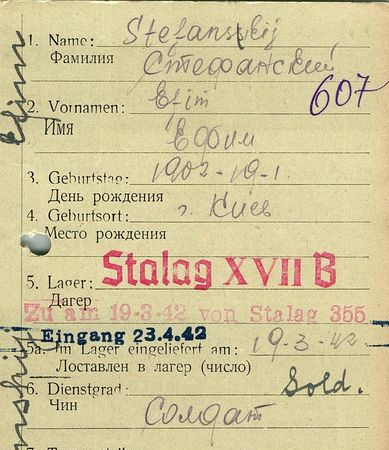 1. Name: Stefanskij
Фамилия Стефанский
2. Vornamen: Efim 607
Имя Ефим
3. Geburtstag: 1902-19-1.
День рождения
4. Geburtsort: г. Киев
Место рождения
5. Lager: Stalag XVII B
Лагер
Zu am 19-3-42 von Stalag 355
Eingang 23.4.42
5a. Im Lager eingeliefert am: 19-3-42
Доставлен в лагер (число)
6. Dienstgrad: Sold.
Чин Солдат
Efim